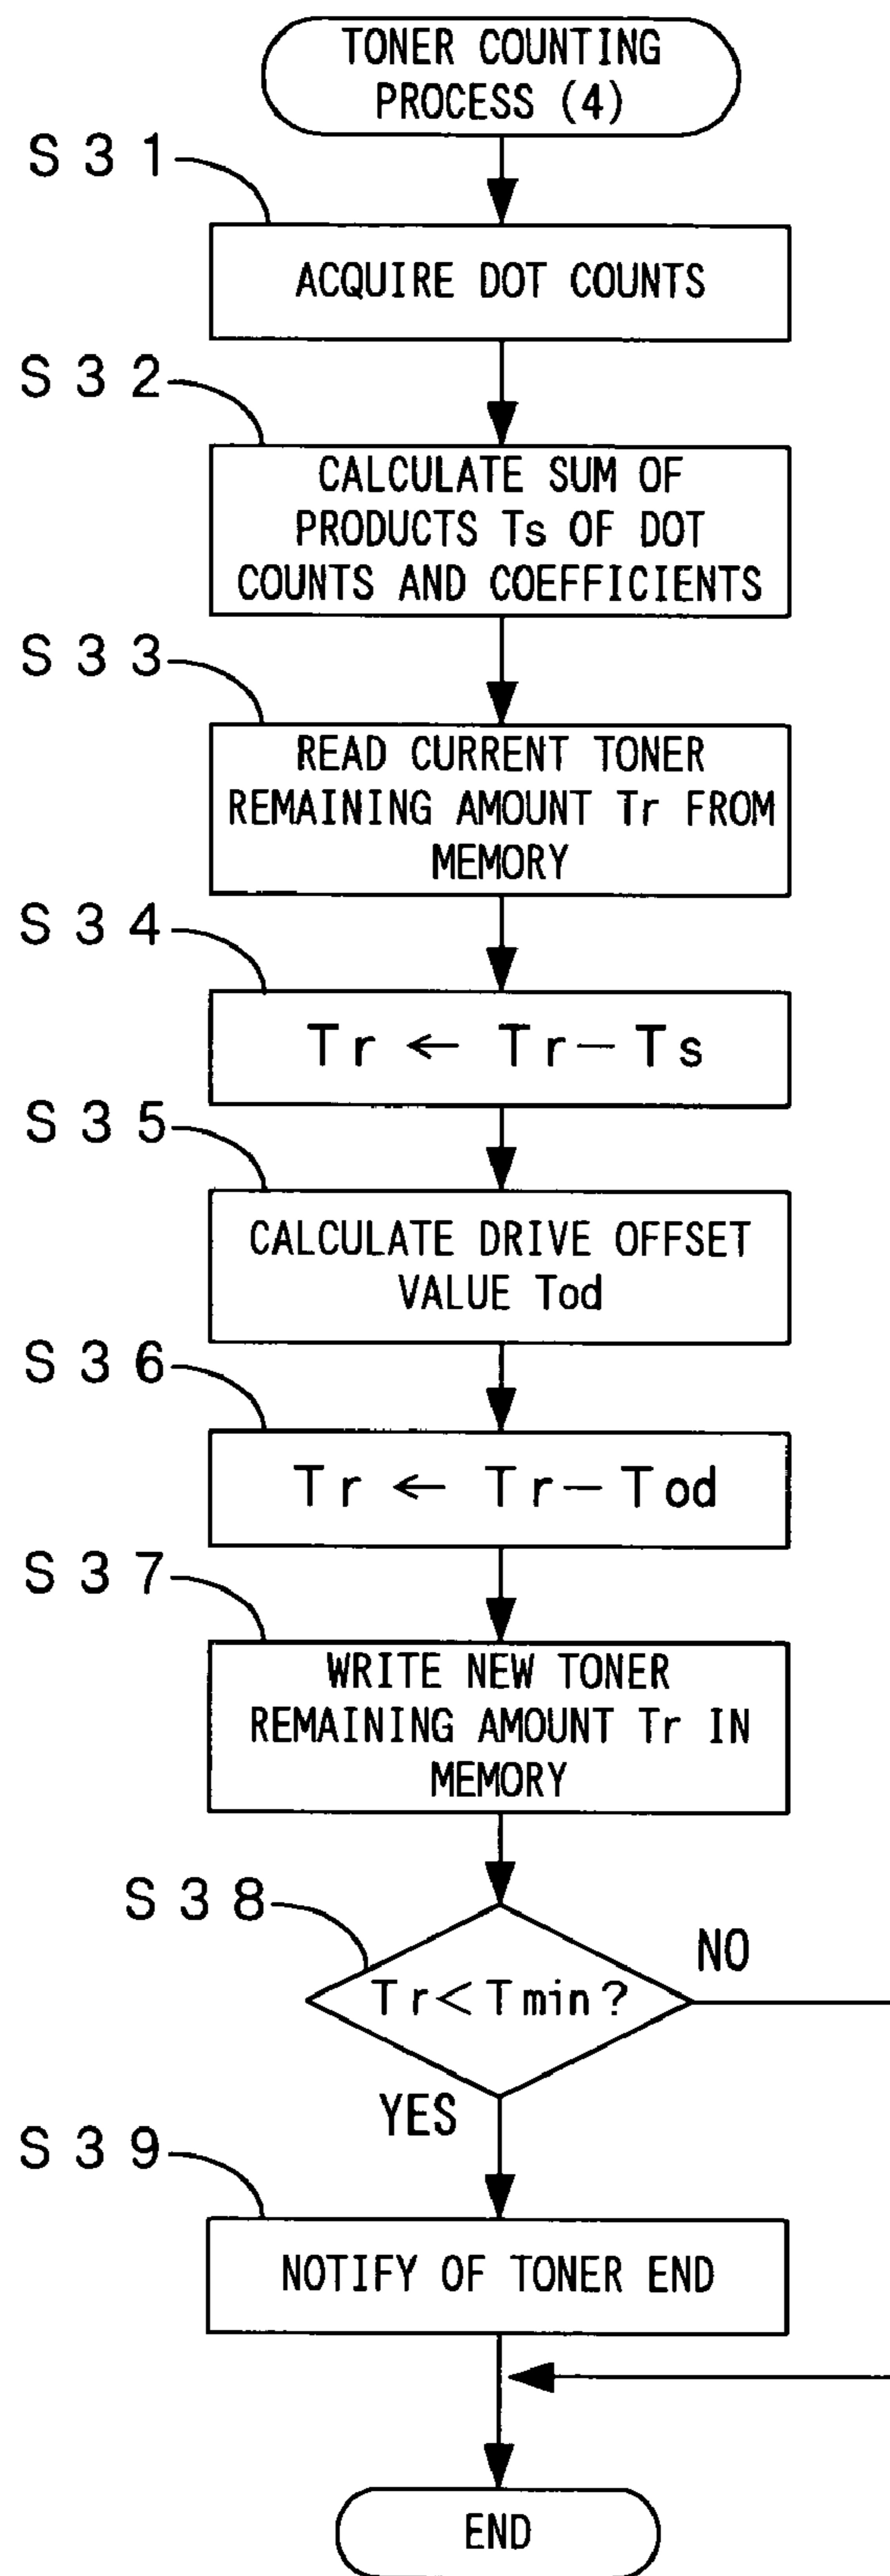 TONER COUNTING
PROCESS (4)
S31
ACQUIRE DOT COUNTS
S32
CALCULATE SUM OF
PRODUCTS Ts OF DOT
COUNTS AND COEFFICIENTS
S33
READ CURRENT TONER
REMAINING AMOUNT Tr FROM
MEMORY
S34
Tr ← Tr－Ts
S35
CALCULATE DRIVE OFFSET
VALUE Tod
S36
Tr ← Tr－Tod
S37
WRITE NEW TONER
REMAINING AMOUNT Tr IN
MEMORY
S38
Tr＜Tmin?
NO
YES
S39
NOTIFY OF TONER END
END